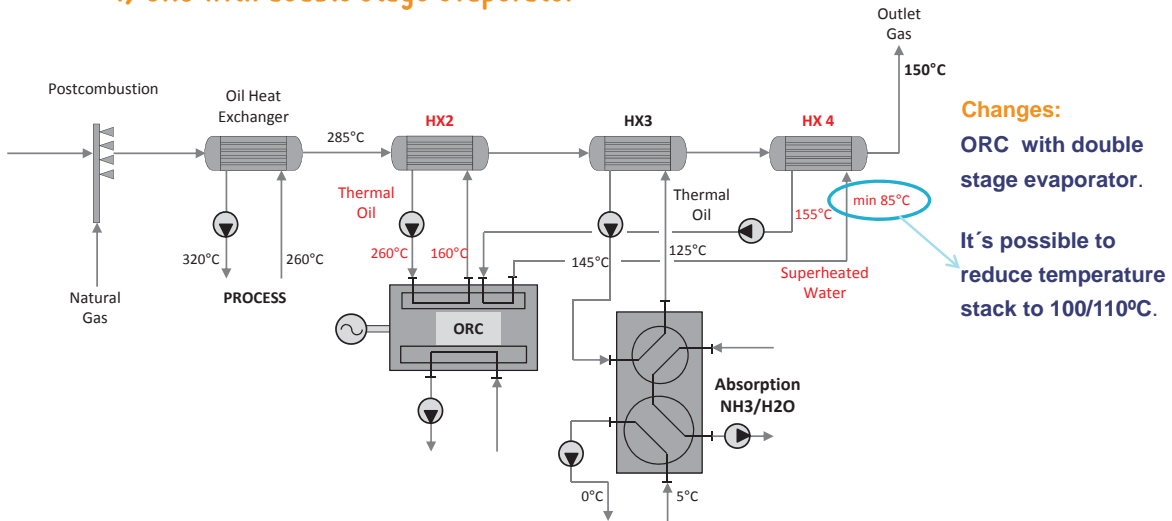 Outlet
Gas
150°C
Postcombustion
Oil Heat
Exchanger
285°C
HX2
HX3
HX 4
Changes:
ORC with double
stage evaporator.
Thermal
Oil
Thermal
Oil
155°C
min 85°C
320°C
260°C
260°C
160°C
145°C
125°C
It´s possible to
reduce temperature
stack to 100/110ºC.
Superheated
Water
Natural
Gas
PROCESS
ORC
Absorption
NH3/H2O
0°C
5°C